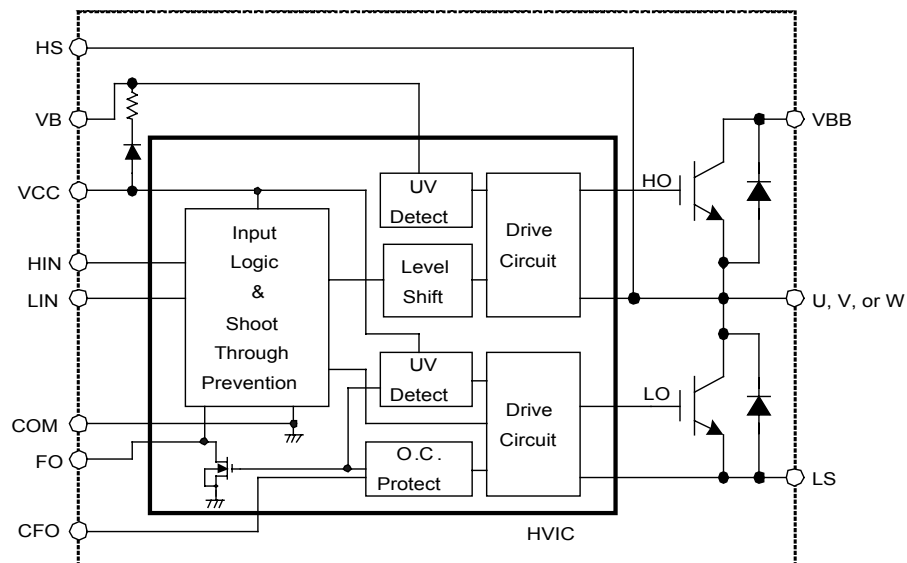 HS
VB
VCC
HIN
LIN
COM
FO
CFO
Input
Logic
&
Shoot
Through
Prevention
UV
Detect
Level
Shift
Drive
Circuit
UV
Detect
O.C.
Protect
Drive
Circuit
HVIC
HO
LO
VBB
U, V, or W
LS